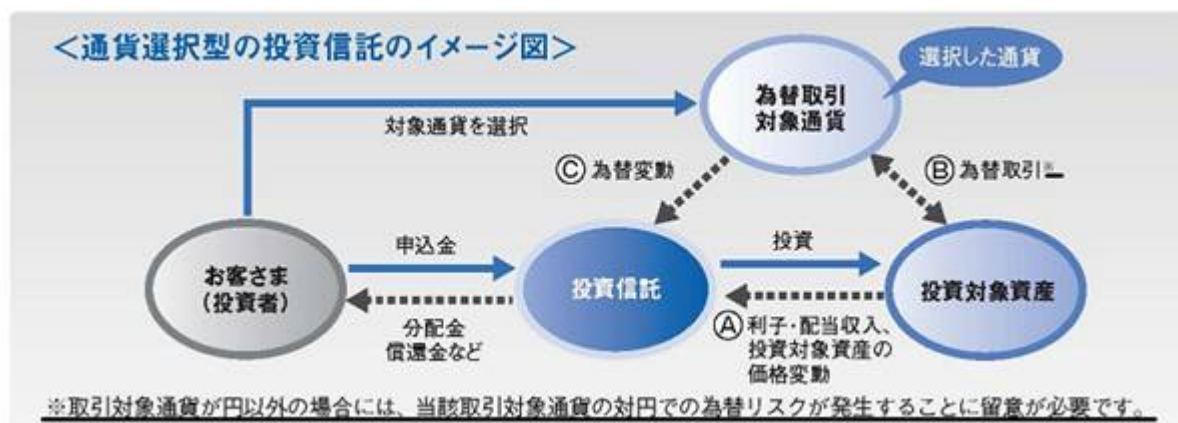 ＜通貨選択型の投資信託のイメージ図＞
選択した通貨
為替取引
対象通貨
対象通貨を選択
Ⓒ 為替変動
Ⓑ 為替取引※
お客さま
(投資者)
申込金
分配金
償還金など
投資信託
投資
Ⓐ 利子・配当収入、
投資対象資産の
価格変動
投資対象資産
※取引対象通貨が円以外の場合には、当該取引対象通貨の対円での為替リスクが発生することに留意が必要です。